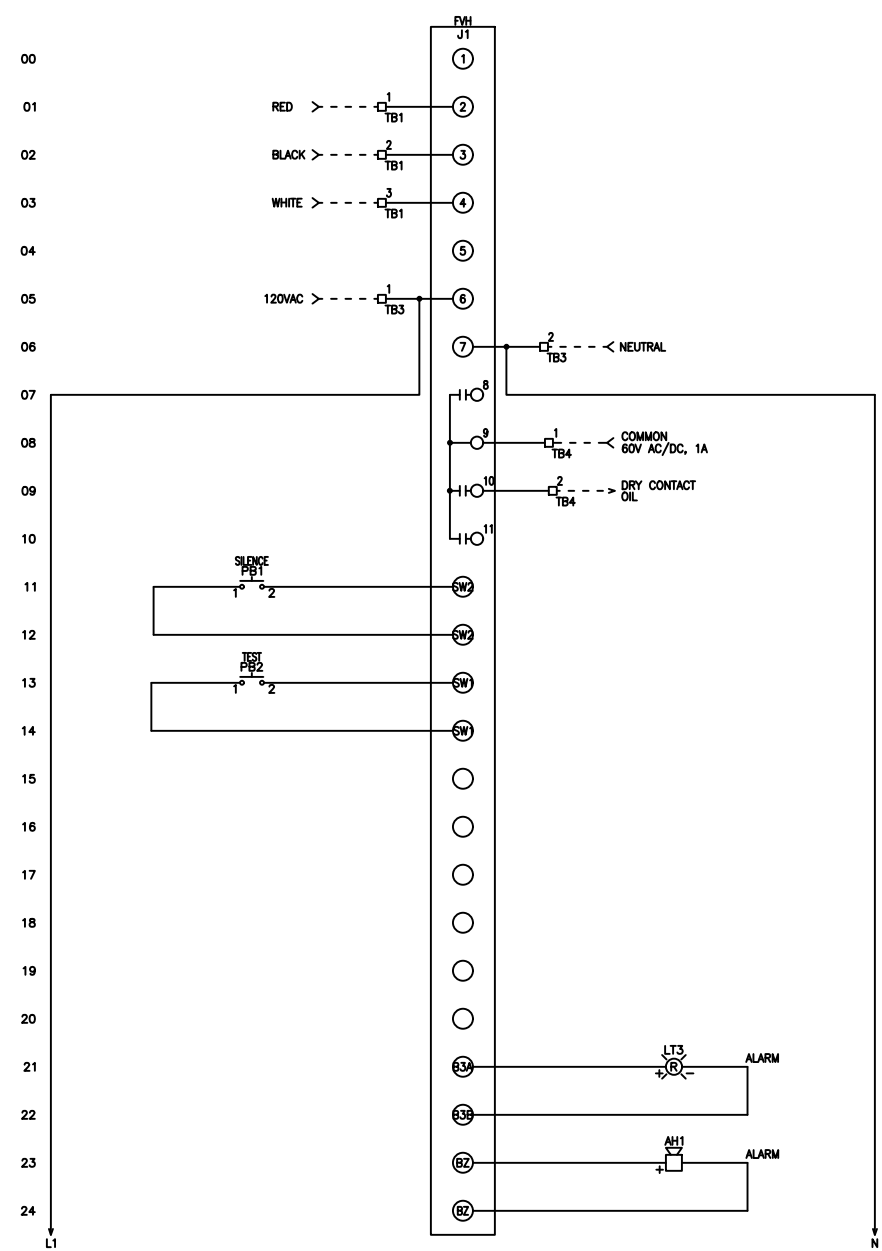 FVH
J1
00
1
01
RED
1
TB1
2
02
BLACK
2
TB1
3
03
WHITE
3
TB1
4
04
5
05
120VAC
1
TB3
6
06
7
2
TB3
NEUTRAL
07
8
08
9
1
TB4
COMMON
60V AC/DC, 1A
09
10
2
TB4
DRY CONTACT
OIL
10
11
SILENCE
PB1
11
1
2
SW2
12
SW2
TEST
PB2
13
1
2
SW1
14
SW1
15
16
17
18
19
20
LT3
21
B3A
+
R
-
ALARM
22
B3B
AH1
23
BZ
+
ALARM
24
BZ
L1
N